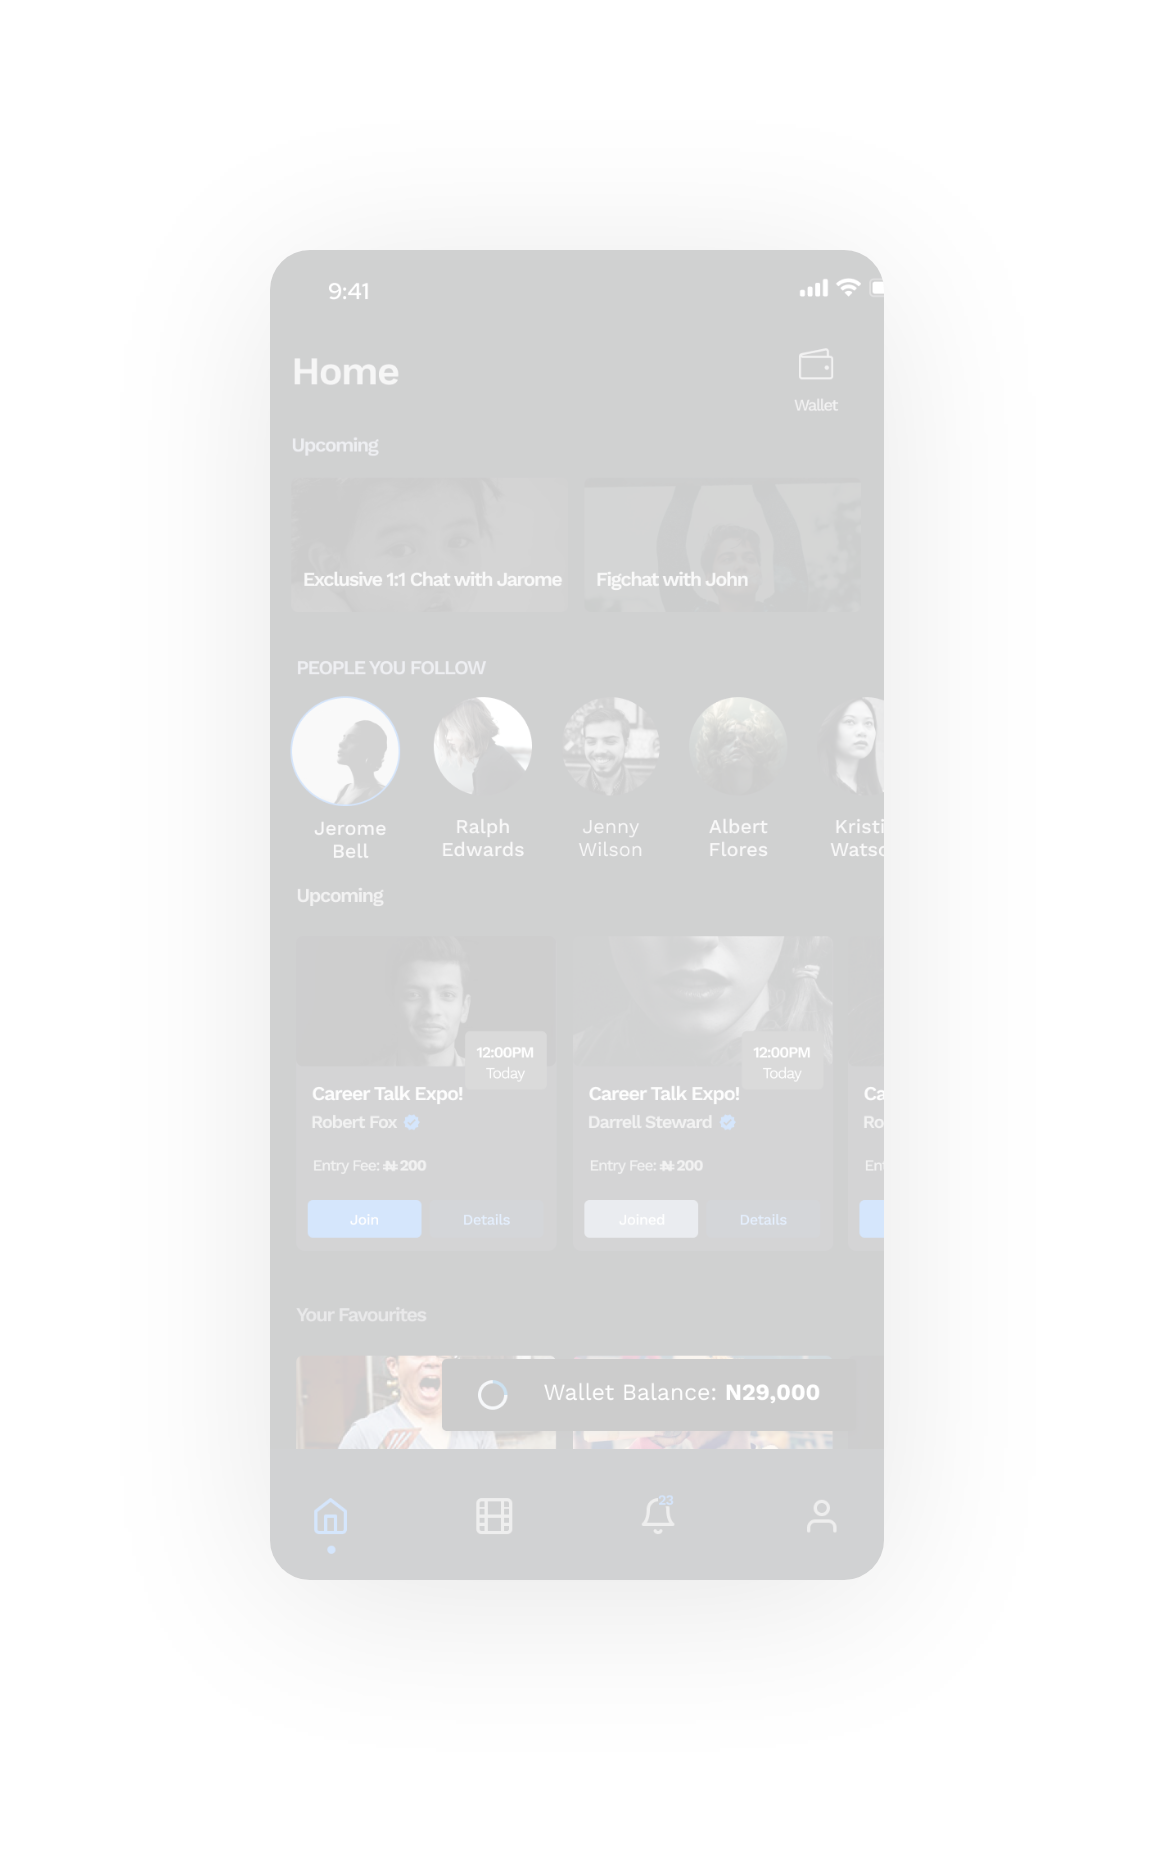 9:41
Home
Wallet
Upcoming
Exclusive 1:1 Chat with Jarome
Figchat with John
PEOPLE YOU FOLLOW
Jerome
Bell
Ralph
Edwards
Jenny
Wilson
Albert
Flores
Kristi
Watso
Upcoming
12:00PM
Today
Career Talk Expo!
Robert Fox
Entry Fee: ₦ 200
Join
Details
12:00PM
Today
Career Talk Expo!
Darrell Steward
Entry Fee: ₦ 200
Joined
Details
Ca
Ro
Ent
Your Favourites
Wallet Balance: N29,000
23